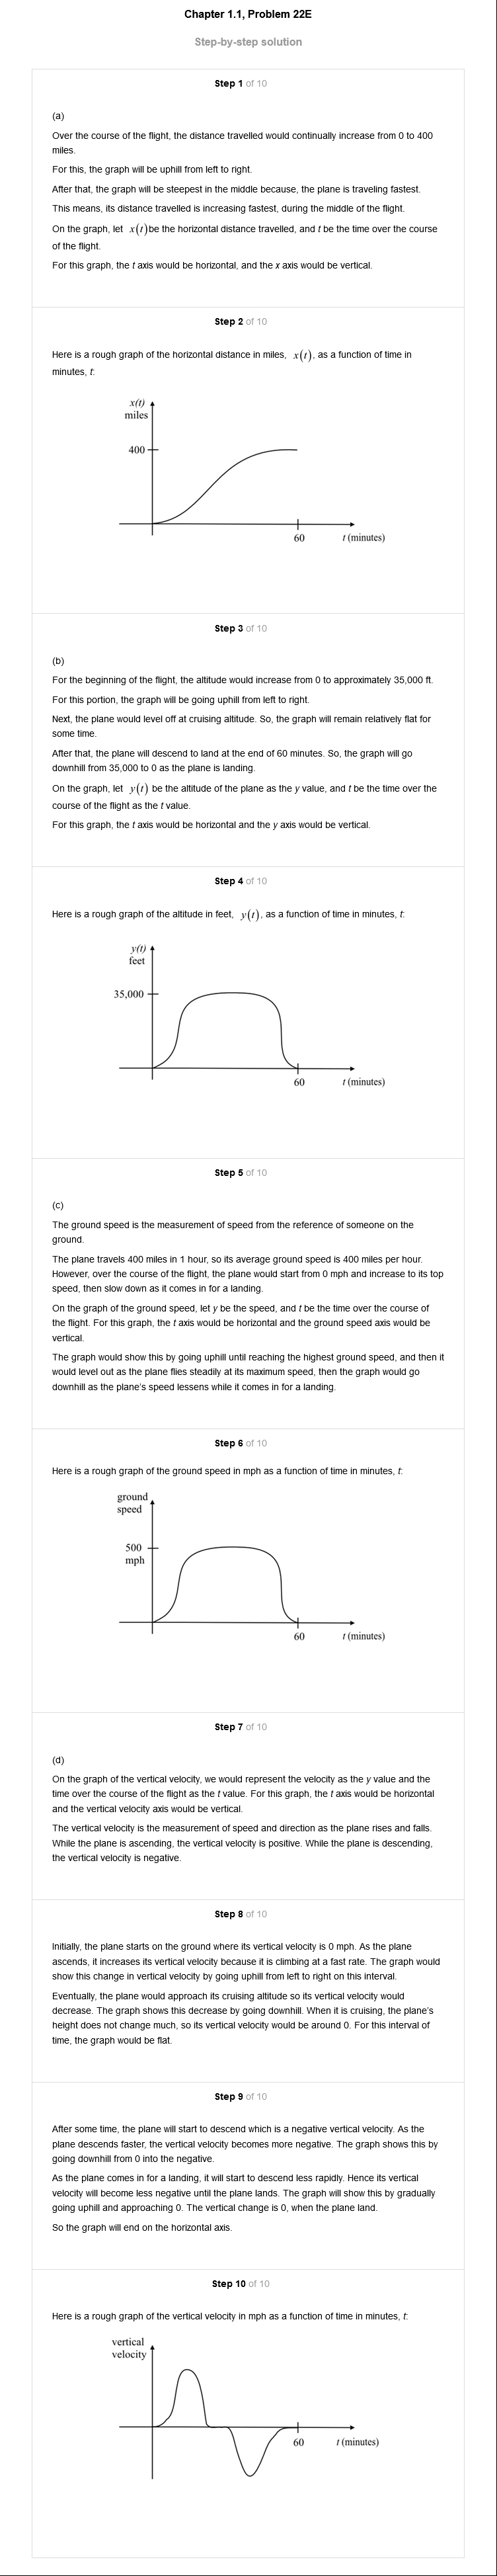 Chapter 1.1, Problem 22E
Step-by-step solution
Step 1 of 10
(a)
Over the course of the flight, the distance travelled would continually increase from 0 to 400
miles.
For this, the graph will be uphill from left to right.
After that, the graph will be steepest in the middle because, the plane is traveling fastest.
This means, its distance travelled is increasing fastest, during the middle of the flight.
On the graph, let x(t) be the horizontal distance travelled, and t be the time over the course
of the flight.
For this graph, the t axis would be horizontal, and the x axis would be vertical.
Step 2 of 10
Here is a rough graph of the horizontal distance in miles, x(t), as a function of time in
minutes, t:
x(t)
miles
400
60
t (minutes)
Step 3 of 10
(b)
For the beginning of the flight, the altitude would increase from 0 to approximately 35,000 ft.
For this portion, the graph will be going uphill from left to right.
Next, the plane would level off at cruising altitude. So, the graph will remain relatively flat for
some time.
After that, the plane will descend to land at the end of 60 minutes. So, the graph will go
downhill from 35,000 to 0 as the plane is landing.
On the graph, let y(t) be the altitude of the plane as the y value, and t be the time over the
course of the flight as the t value.
For this graph, the t axis would be horizontal and the y axis would be vertical.
Step 4 of 10
Here is a rough graph of the altitude in feet, y(t), as a function of time in minutes, t:
y(t)
feet
35,000
60
t (minutes)
Step 5 of 10
(c)
The ground speed is the measurement of speed from the reference of someone on the
ground.
The plane travels 400 miles in 1 hour, so its average ground speed is 400 miles per hour.
However, over the course of the flight, the plane would start from 0 mph and increase to its top
speed, then slow down as it comes in for a landing.
On the graph of the ground speed, let y be the speed, and t be the time over the course of
the flight. For this graph, the t axis would be horizontal and the ground speed axis would be
vertical.
The graph would show this by going uphill until reaching the highest ground speed, and then it
would level out as the plane flies steadily at its maximum speed, then the graph would go
downhill as the plane's speed lessens while it comes in for a landing.
Step 6 of 10
Here is a rough graph of the ground speed in mph as a function of time in minutes, t:
ground
speed
500
mph
60
t (minutes)
Step 7 of 10
(d)
On the graph of the vertical velocity, we would represent the velocity as the y value and the
time over the course of the flight as the t value. For this graph, the t axis would be horizontal
and the vertical velocity axis would be vertical.
The vertical velocity is the measurement of speed and direction as the plane rises and falls.
While the plane is ascending, the vertical velocity is positive. While the plane is descending,
the vertical velocity is negative.
Step 8 of 10
Initially, the plane starts on the ground where its vertical velocity is 0 mph. As the plane
ascends, it increases its vertical velocity because it is climbing at a fast rate. The graph would
show this change in vertical velocity by going uphill from left to right on this interval.
Eventually, the plane would approach its cruising altitude so its vertical velocity would
decrease. The graph shows this decrease by going downhill. When it is cruising, the plane's
height does not change much, so its vertical velocity would be around 0. For this interval of
time, the graph would be flat.
Step 9 of 10
After some time, the plane will start to descend which is a negative vertical velocity. As the
plane descends faster, the vertical velocity becomes more negative. The graph shows this by
going downhill from 0 into the negative.
As the plane comes in for a landing, it will start to descend less rapidly. Hence its vertical
velocity will become less negative until the plane lands. The graph will show this by gradually
going uphill and approaching 0. The vertical change is 0, when the plane land.
So the graph will end on the horizontal axis.
Step 10 of 10
Here is a rough graph of the vertical velocity in mph as a function of time in minutes, t:
vertical
velocity
60
t (minutes)